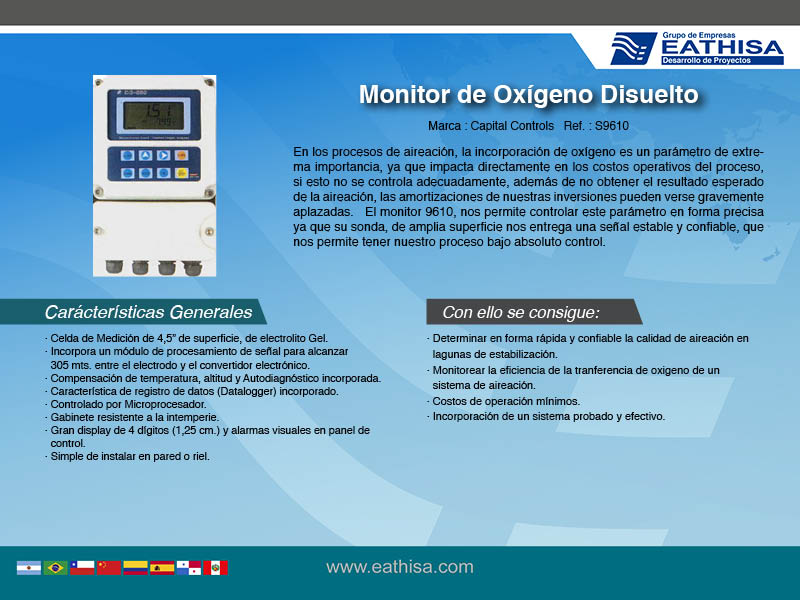 Grupo de Empresas
EATHISA
Desarrollo de Proyectos
Monitor de Oxígeno Disuelto
Marca : Capital Controls Ref. : S9610
En los procesos de aireación, la incorporación de oxígeno es un parámetro de extre-
ma importancia, ya que impacta directamente en los costos operativos del proceso,
si esto no se controla adecuadamente, además de no obtener el resultado esperado
de la aireación, las amortizaciones de nuestras inversiones pueden verse gravemente
aplazadas. El monitor 9610, nos permite controlar este parámetro en forma precisa
ya que su sonda, de amplia superficie nos entrega una señal estable y confiable, que
nos permite tener nuestro proceso bajo absoluto control.
Carácterísticas Generales
· Celda de Medición de 4,5” de superficie, de electrolito Gel.
· Incorpora un módulo de procesamiento de señal para alcanzar
305 mts. entre el electrodo y el convertidor electrónico.
· Compensación de temperatura, altitud y Autodiagnóstico incorporada.
· Característica de registro de datos (Datalogger) incorporado.
· Controlado por Microprocesador.
· Gabinete resistente a la intemperie.
· Gran display de 4 dígitos (1,25 cm.) y alarmas visuales en panel de
control.
· Simple de instalar en pared o riel.
Con ello se consigue:
· Determinar en forma rápida y confiable la calidad de aireación en
lagunas de estabilización.
· Monitorear la eficiencia de la tranferencia de oxigeno de un
sistema de aireación.
· Costos de operación mínimos.
· Incorporación de un sistema probado y efectivo.
www.eathisa.com